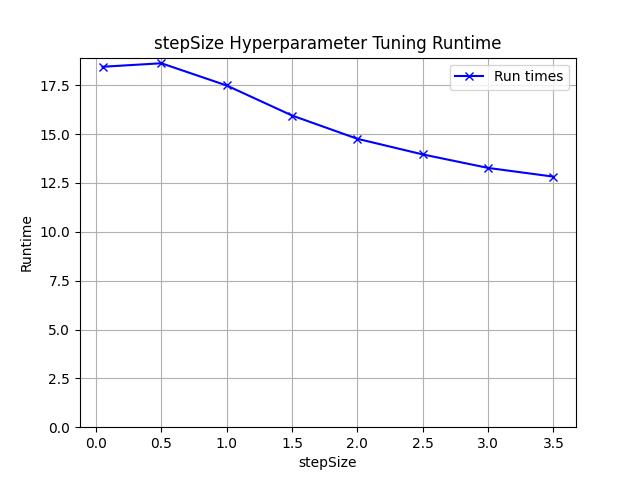 stepSize Hyperparameter Tuning Runtime
Run times
17.5
15.0
12.5
10.0
7.5
5.0
2.5
0.0
Runtime
0.0 0.5 1.0 1.5 2.0 2.5 3.0 3.5
stepSize